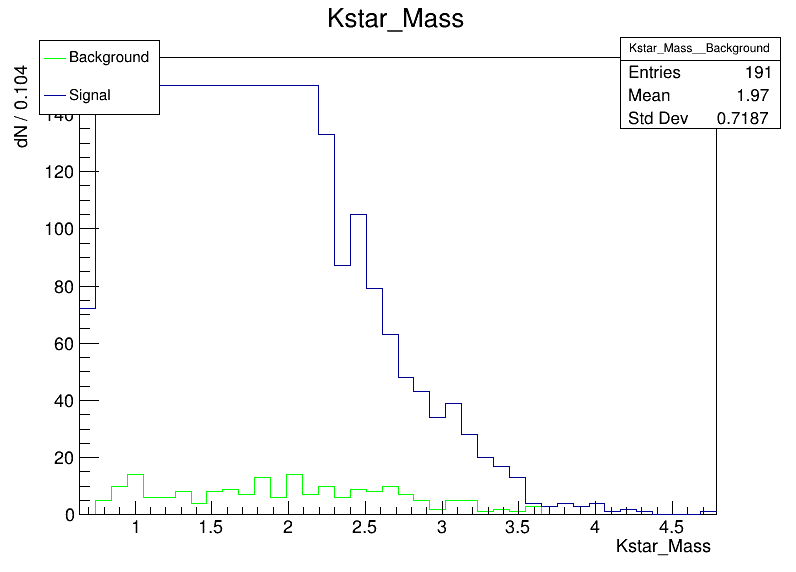 Kstar_Mass
Background
Signal
Kstar_Mass__Background
Entries 191
Mean 1.97
Std Dev 0.7187
dN / 0.104
140
120
100
80
60
40
20
0
1 1.5 2 2.5 3 3.5 4 4.5
Kstar_Mass